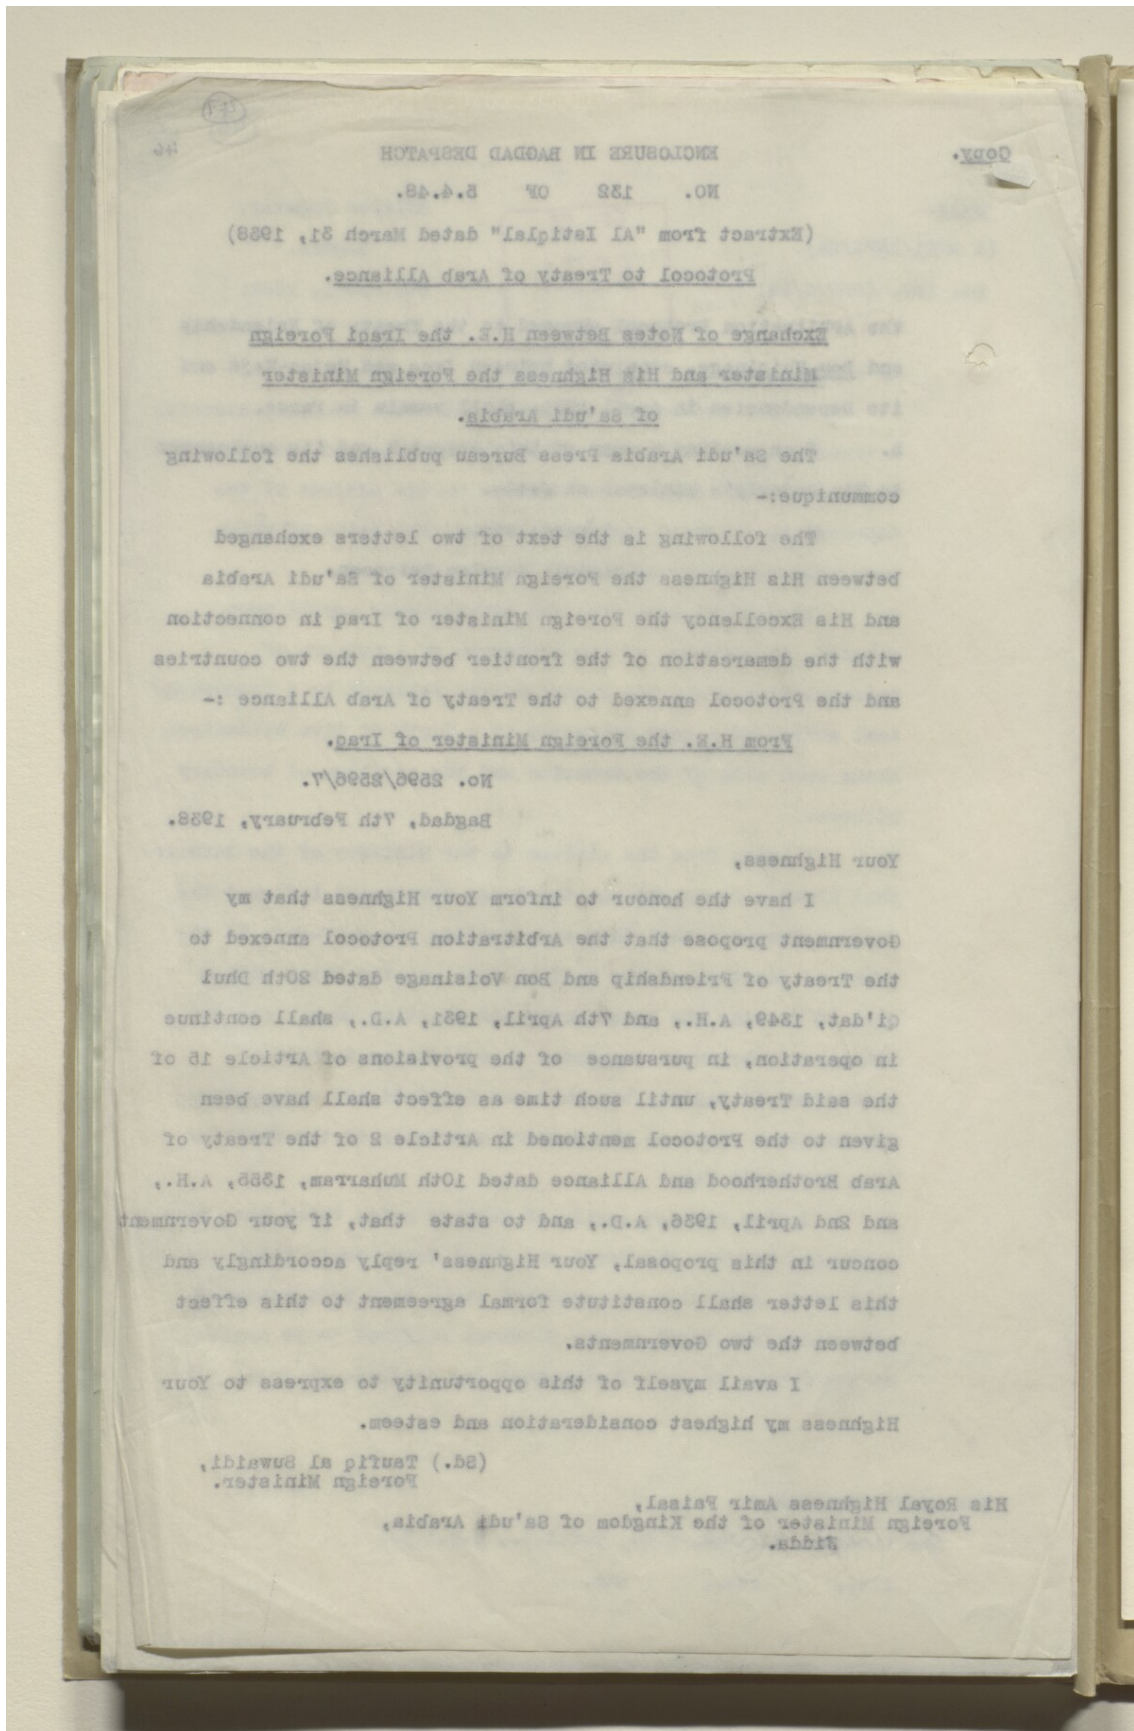 Copy.
46
ENCLOSURE IN BAGDAD DESPATCH
NO. 132 OF 5.4.48.
(Extract from "Al Istiqlal" dated March 31, 1938)
Protocol to Treaty of Arab Alliance.
Exchange of Notes Between H.E. the Iraqi Foreign
Minister and His Highness the Foreign Minister
of Sa'udi Arabia.
The Sa'udi Arabia Press Bureau publishes the following
communique:-
The following is the text of two letters exchanged
between His Highness the Foreign Minister of Sa'udi Arabia
and His Excellency the Foreign Minister of Iraq in connection
with the demarcation of the frontier between the two countries
and the Protocol annexed to the Treaty of Arab Alliance :-
From H.E. the Foreign Minister of Iraq.
No. 2596/2596/7.
Bagdad, 7th February, 1938.
Your Highness,
I have the honour to inform Your Highness that my
Government propose that the Arbitration Protocol annexed to
the Treaty of Friendship and Bon Voisinage dated 20th Dhul
Qi'dat, 1349, A.H., and 7th April, 1931, A.D., shall continue
in operation, in pursuance of the provisions of Article 15 of
the said Treaty, until such time as effect shall have been
given to the Protocol mentioned in Article 2 of the Treaty of
Arab Brotherhood and Alliance dated 10th Muharram, 1355, A.H.,
and 2nd April, 1936, A.D., and to state that, if your Government
concur in this proposal, Your Highness' reply accordingly and
this letter shall constitute formal agreement to this effect
between the two Governments.
I avail myself of this opportunity to express to Your
Highness my highest consideration and esteem.
(Sd.) Taufiq al Suwaidi,
Foreign Minister.
His Royal Highness Amir Faisal,
Foreign Minister of the Kingdom of Sa'udi Arabia,
Jidda.